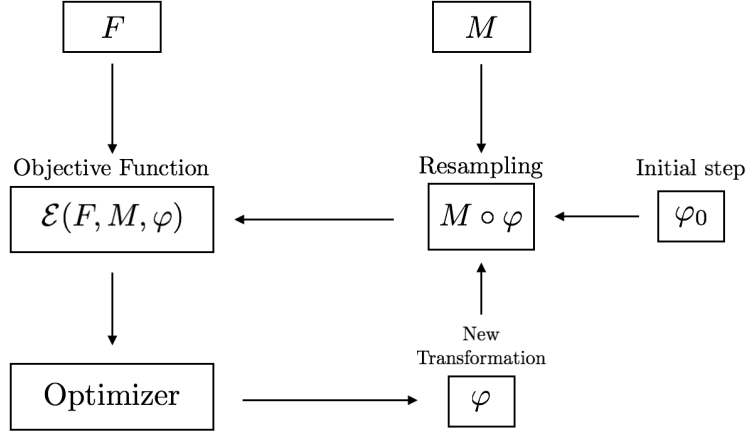 F
M
Objective Function
Resampling
Initial step
ℰ(F, M, φ)
M ∘ φ
φ₀
New
Transformation
Optimizer
φ